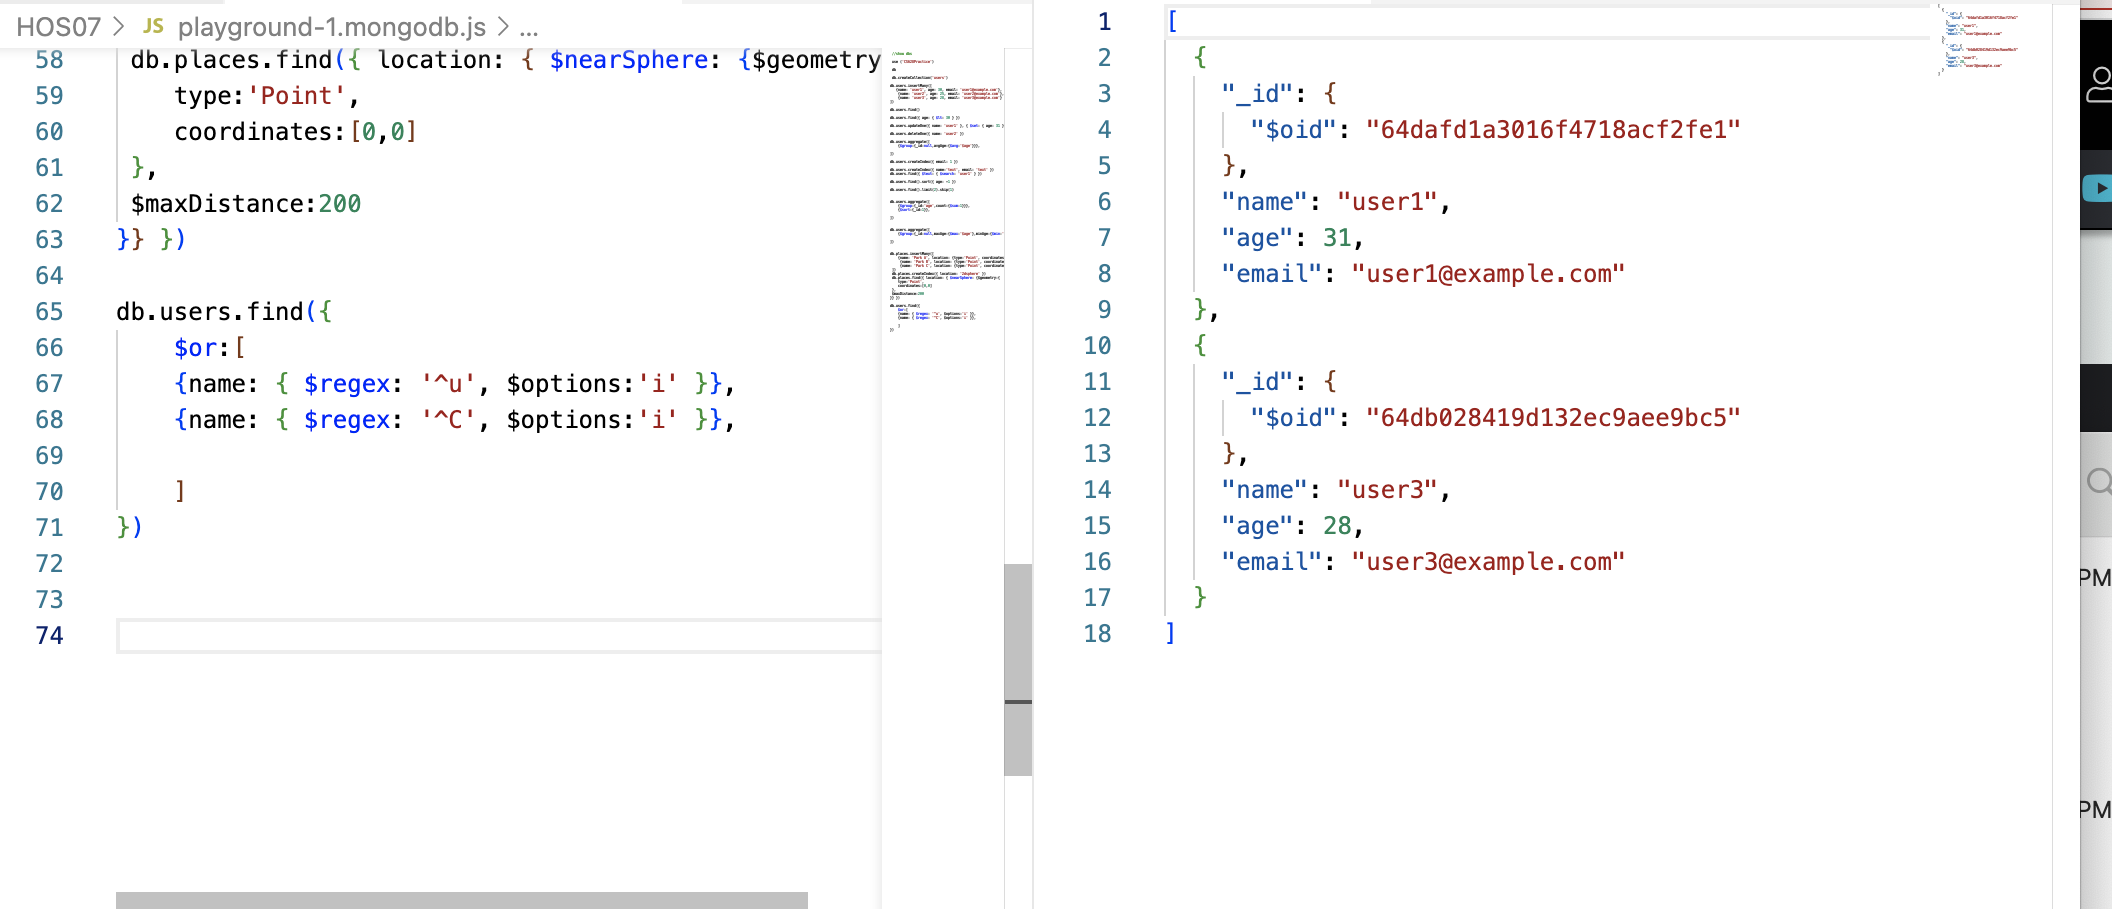 HOS07 > JS playground-1.mongodb.js > ...
58 db.places.find({ location: { $nearSphere: {$geometry
59 type:'Point',
60 coordinates:[0,0]
61 },
62 $maxDistance:200
63 }} })
64
65 db.users.find({
66 $or:[
67 {name: { $regex: '^u', $options:'i' }},
68 {name: { $regex: '^C', $options:'i' }},
69
70 ]
71 })
72
73
74
1 [
2 {
3 "_id": {
4 "$oid": "64dafd1a3016f4718acf2fe1"
5 },
6 "name": "user1",
7 "age": 31,
8 "email": "user1@example.com"
9 },
10 {
11 "_id": {
12 "$oid": "64db028419d132ec9aee9bc5"
13 },
14 "name": "user3",
15 "age": 28,
16 "email": "user3@example.com"
17 }
18 ]
PM
PM